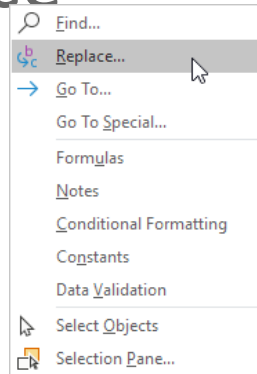 Find...
Replace...
Go To...
Go To Special...
Formulas
Notes
Conditional Formatting
Constants
Data Validation
Select Objects
Selection Pane...